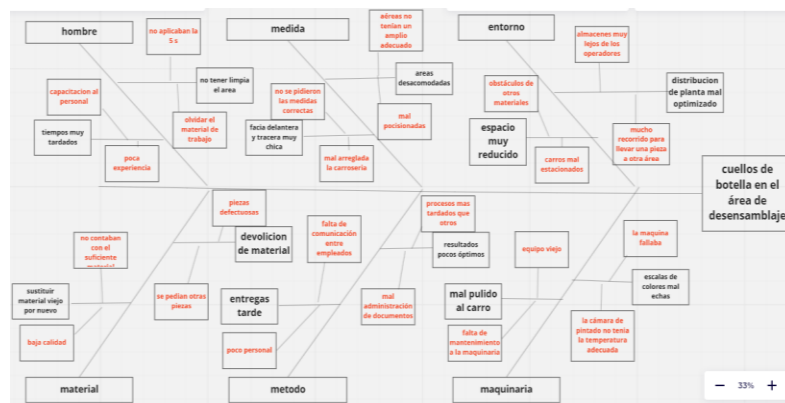 hombre
no aplicaban la
5 s
no tener limpia
el area
capacitacion al
personal
olvidar el
material de
trabajo
tiempos muy
tardados
poca
experiencia
medida
aéreas no
tenían un
amplio
adecuado
areas
desacomodadas
no se pidieron
las medidas
correctas
mal
pocisionadas
facia delantera
y tracera muy
chica
mal arreglada
la carrosería
entorno
almacenes muy
lejos de los
operadores
distribucion
de planta mal
optimizado
obstáculos de
otros
materiales
mucho
recorrido para
llevar una pieza
a otra área
espacio
muy
reducido
carros mal
estacionados
cuellos de
botella en el
área de
desensamblaje
piezas
defectuosas
devolicion
de material
no contaban
con el
suficiente
material
sustituir
material viejo
por nuevo
se pedían otras
piezas
baja calidad
material
procesos mas
tardados que
otros
falta de
comunicación
entre
empleados
resultados
pocos óptimos
entregas
tarde
mal
administración
de documentos
poco personal
metodo
la maquina
fallaba
equipo viejo
escalas de
colores mal
echas
mal pulido
al carro
falta de
mantenimiento
a la maquinaria
la cámara de
pintado no tenia
la temperatura
adecuada
maquinaria
− 33% +